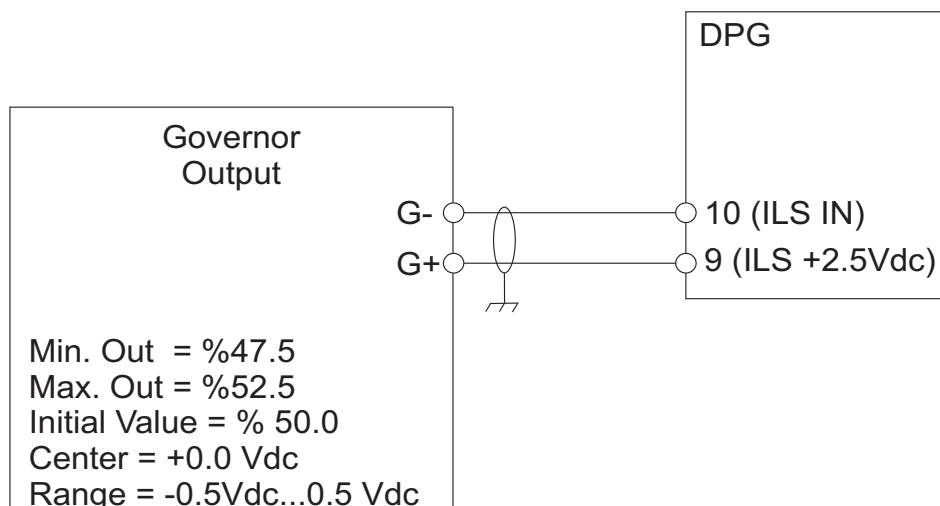 DPG
Governor
Output
G-
10 (ILS IN)
G+
9 (ILS +2.5Vdc)
Min. Out = %47.5
Max. Out = %52.5
Initial Value = % 50.0
Center = +0.0 Vdc
Range = -0.5Vdc...0.5 Vdc